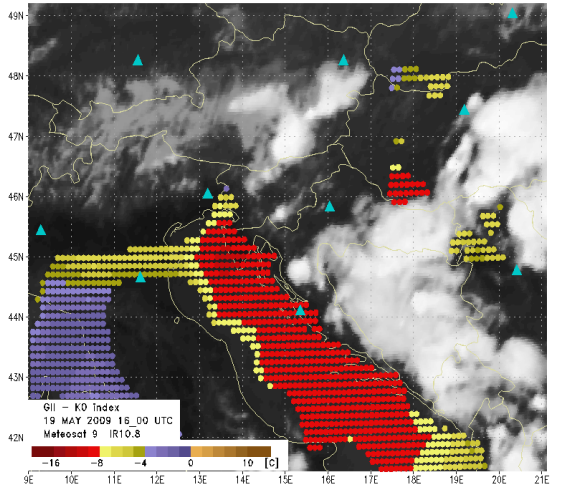 49N
48N
47N
46N
45N
44N
43N
42N
GII – KO Index
19 MAY 2009 16_00 UTC
Meteosat 9 IR10.8
−16 −8 −4 0 10 [C]
9E 10E 11E 12E 13E 14E 15E 16E 17E 18E 19E 20E 21E